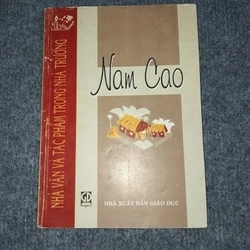 NHÀ VĂN VÀ TÁC PHẨM TRONG NHÀ TRƯỜNG
Nam Cao
NHÀ XUẤT BẢN GIÁO DỤC